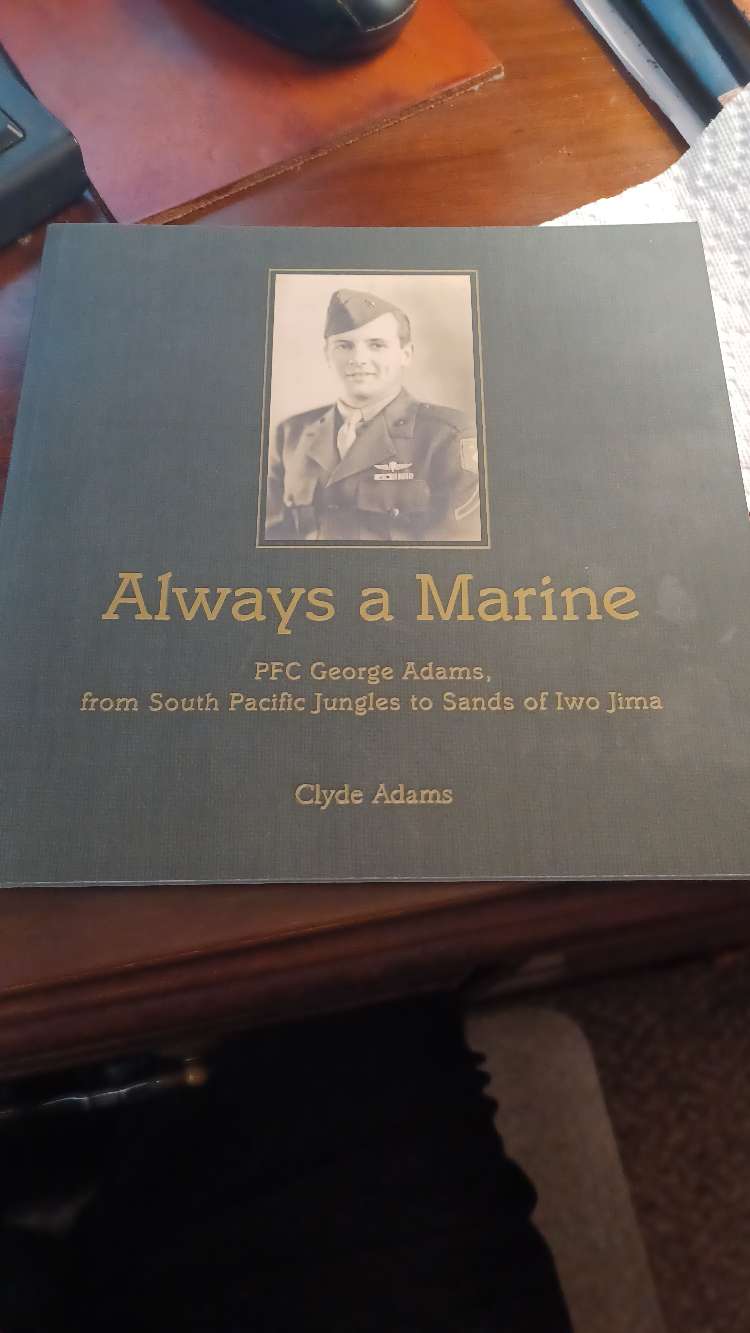 Always a Marine
PFC George Adams,
from South Pacific Jungles to Sands of Iwo Jima
Clyde Adams